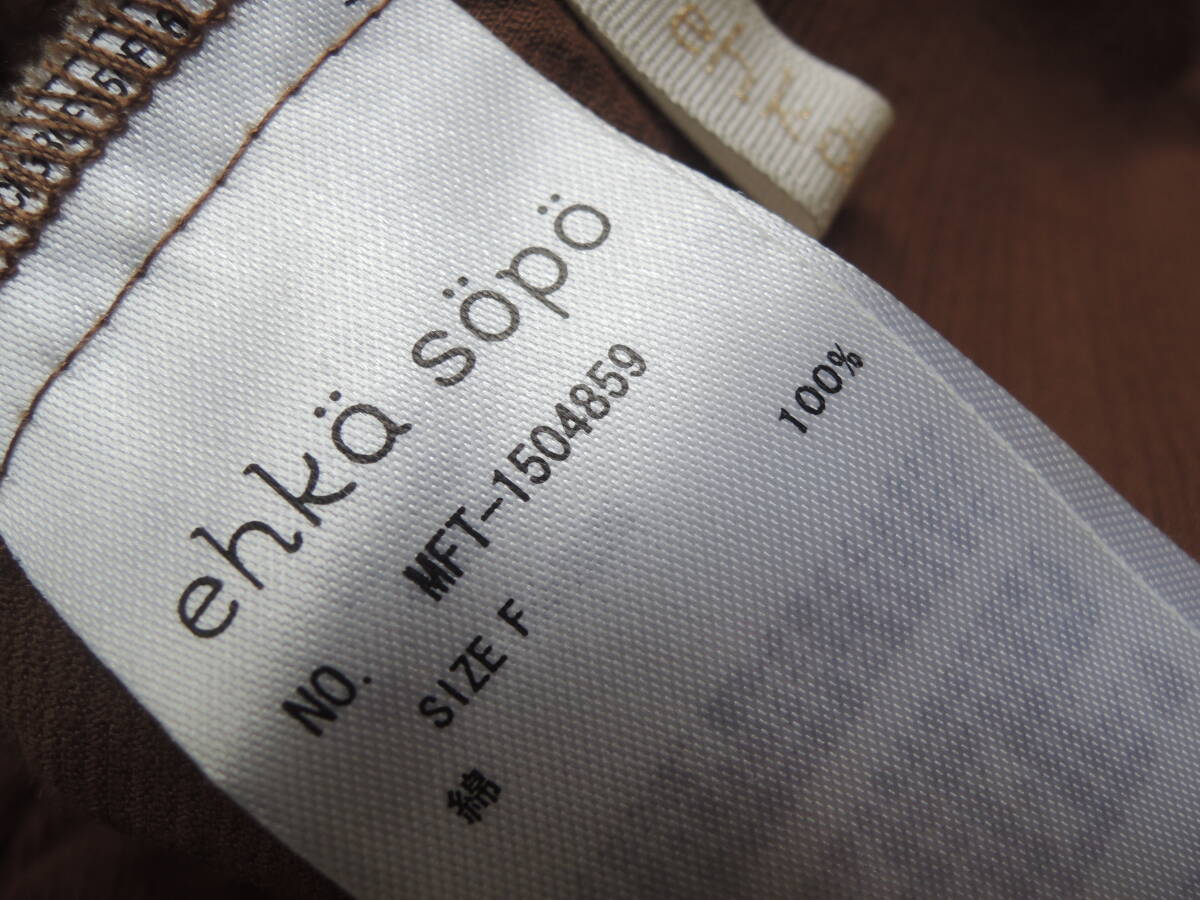 ehkä söpö
NO. MFT-1504859
SIZE F
綿 100%